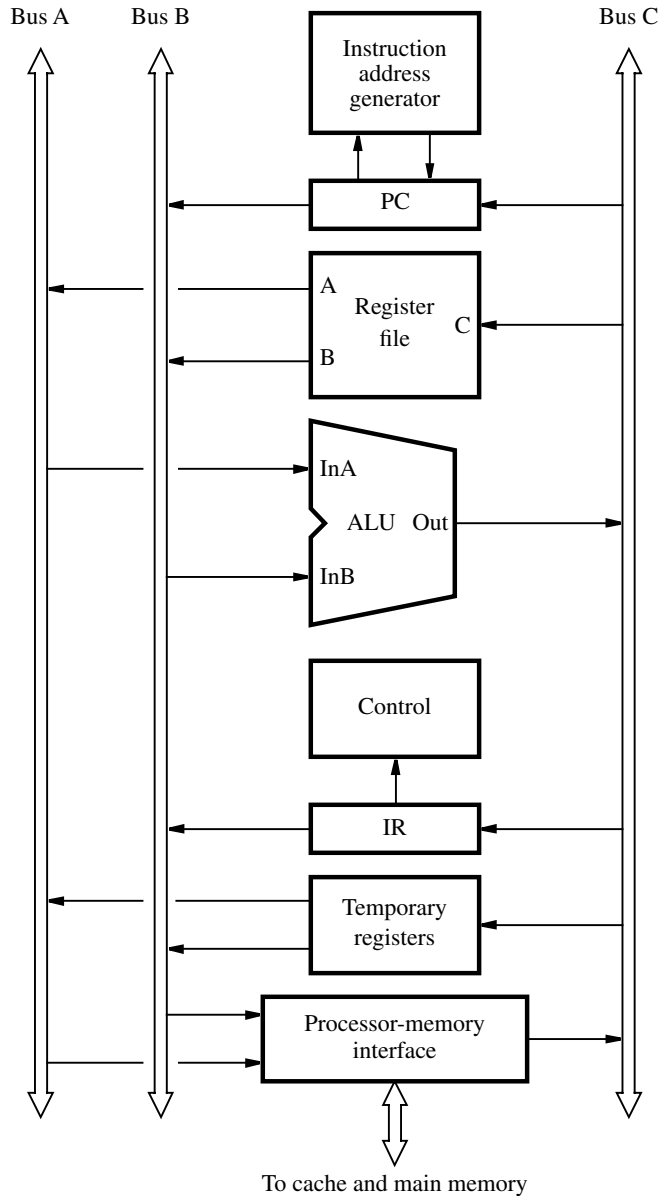 Bus A
Bus B
Bus C
Instruction
address
generator
PC
A
Register
file
C
B
InA
ALU
Out
InB
Control
IR
Temporary
registers
Processor-memory
interface
To cache and main memory